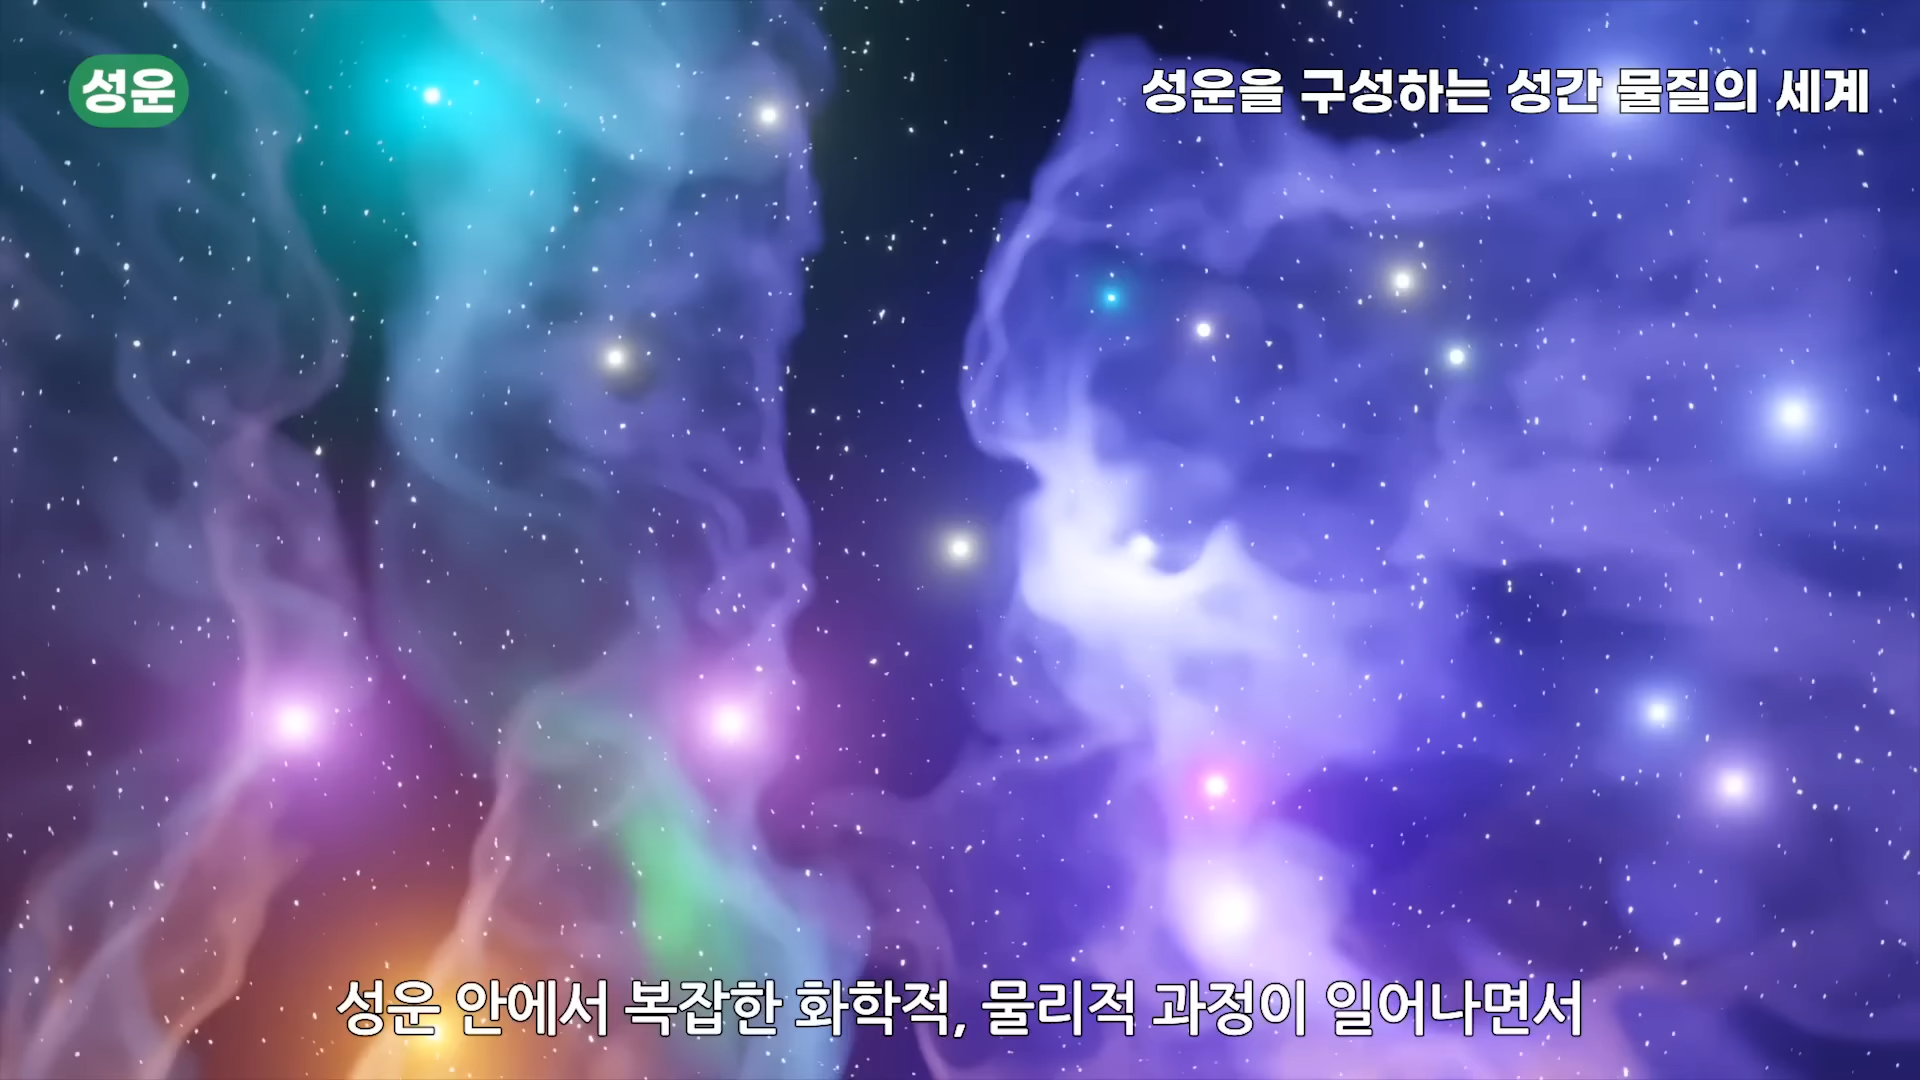 성운
성운을 구성하는 성간 물질의 세계
성운 안에서 복잡한 화학적, 물리적 과정이 일어나면서